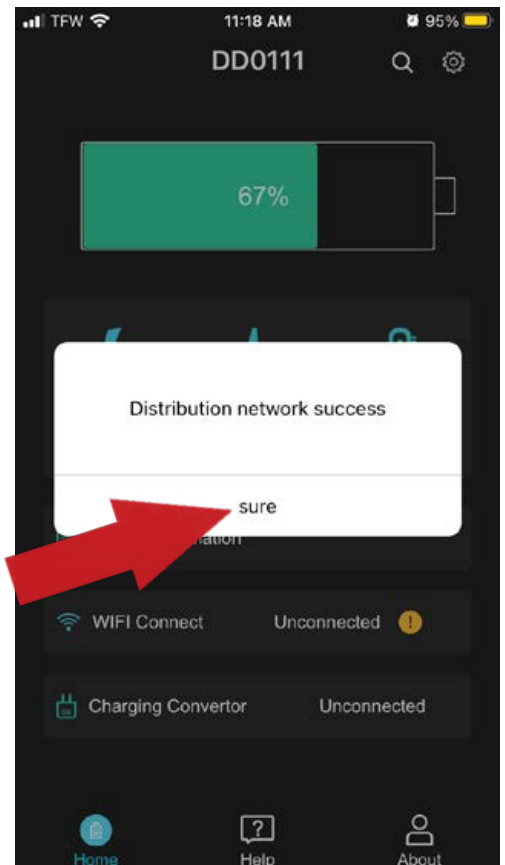 TFW 11:18 AM 95%
DD0111
67%
Distribution network success
sure
WIFI Connect Unconnected !
Charging Convertor Unconnected
?
Home Help About